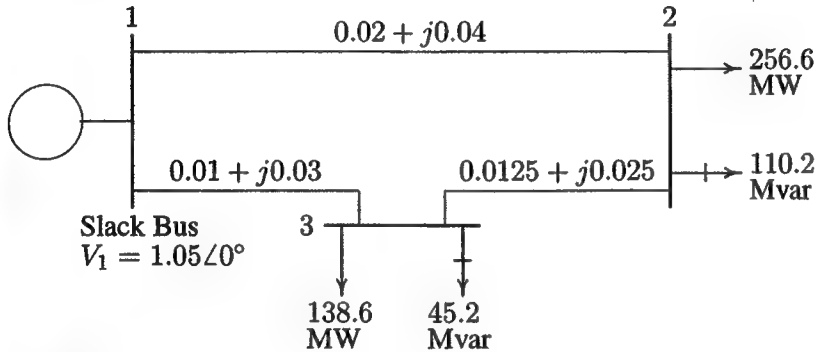 1
0.02 + j0.04
2
256.6
MW
0.01 + j0.03
0.0125 + j0.025
110.2
Mvar
Slack Bus
V₁ = 1.05∠0°
3
138.6
MW
45.2
Mvar